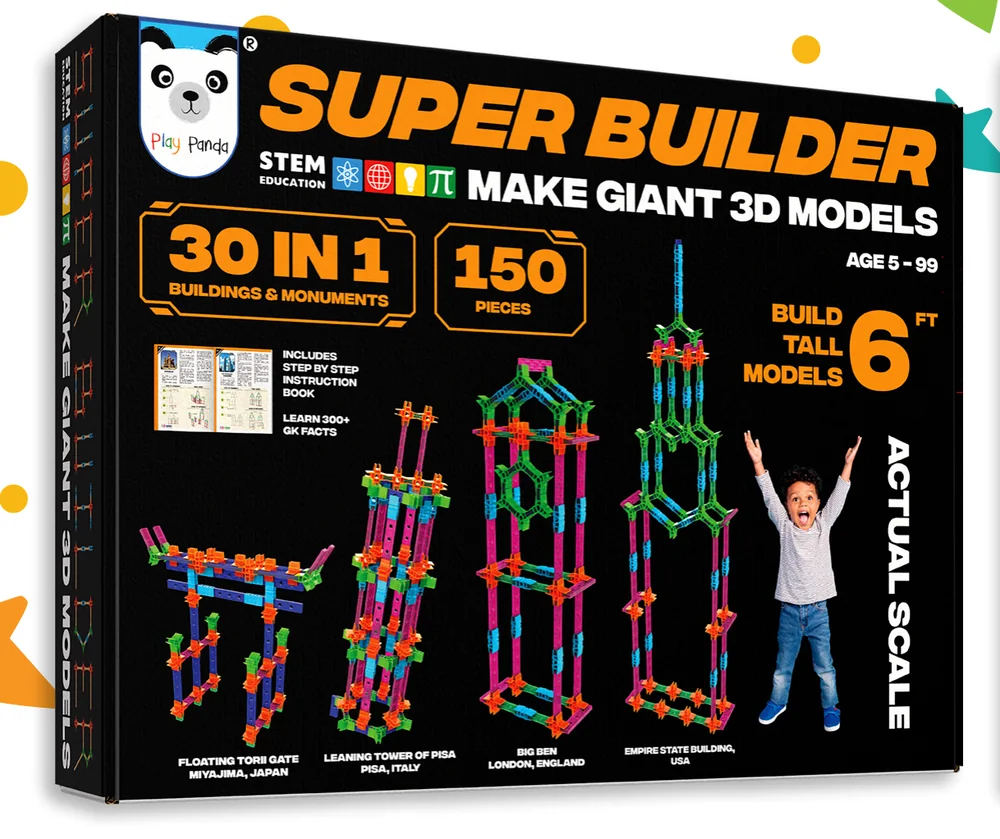 Play Panda
®
SUPER BUILDER
STEM
EDUCATION
π
MAKE GIANT 3D MODELS
AGE 5 - 99
30 IN 1
BUILDINGS & MONUMENTS
150
PIECES
BUILD
TALL
MODELS
6 FT
INCLUDES
STEP BY STEP
INSTRUCTION
BOOK
LEARN 300+
GK FACTS
ACTUAL SCALE
FLOATING TORII GATE
MIYAJIMA, JAPAN
LEANING TOWER OF PISA
PISA, ITALY
BIG BEN
LONDON, ENGLAND
EMPIRE STATE BUILDING,
USA
STEM
EDUCATION
π
MAKE GIANT 3D MODELS